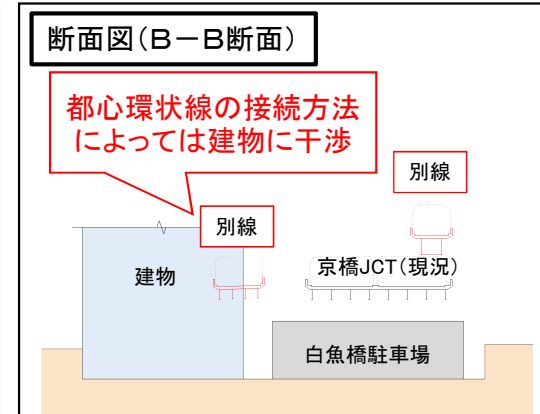 断面図(B-B断面)
都心環状線の接続方法
によっては建物に干渉
別線
別線
建物
京橋JCT(現況)
白魚橋駐車場